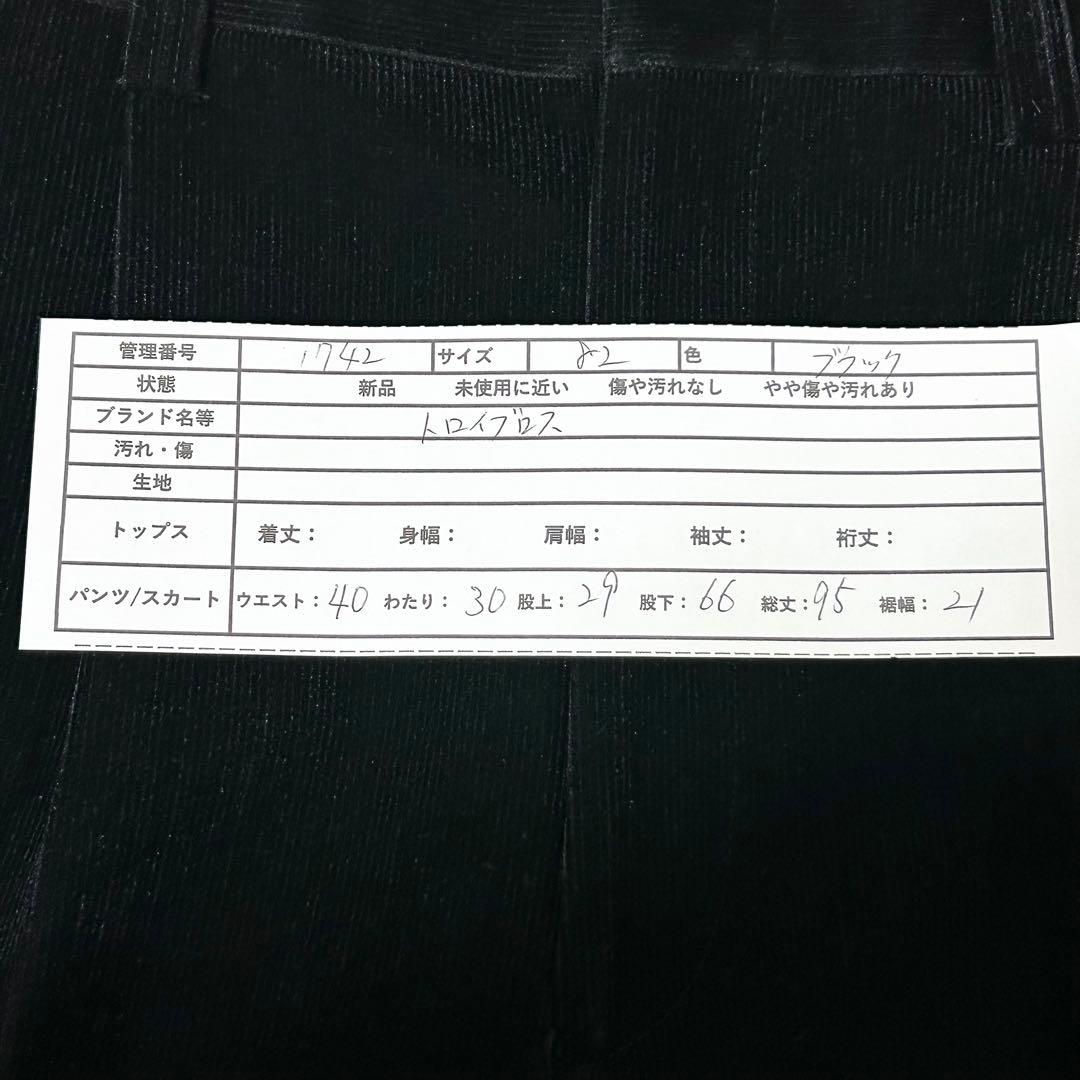 管理番号 1742 サイズ 82 色 ブラック
状態 新品 未使用に近い 傷や汚れなし やや傷や汚れあり
ブランド名等 トロイブロス
汚れ・傷
生地
トップス 着丈： 身幅： 肩幅： 袖丈： 裄丈：
パンツ/スカート ウエスト：40 わたり：30 股上：29 股下：66 総丈：95 裾幅：21